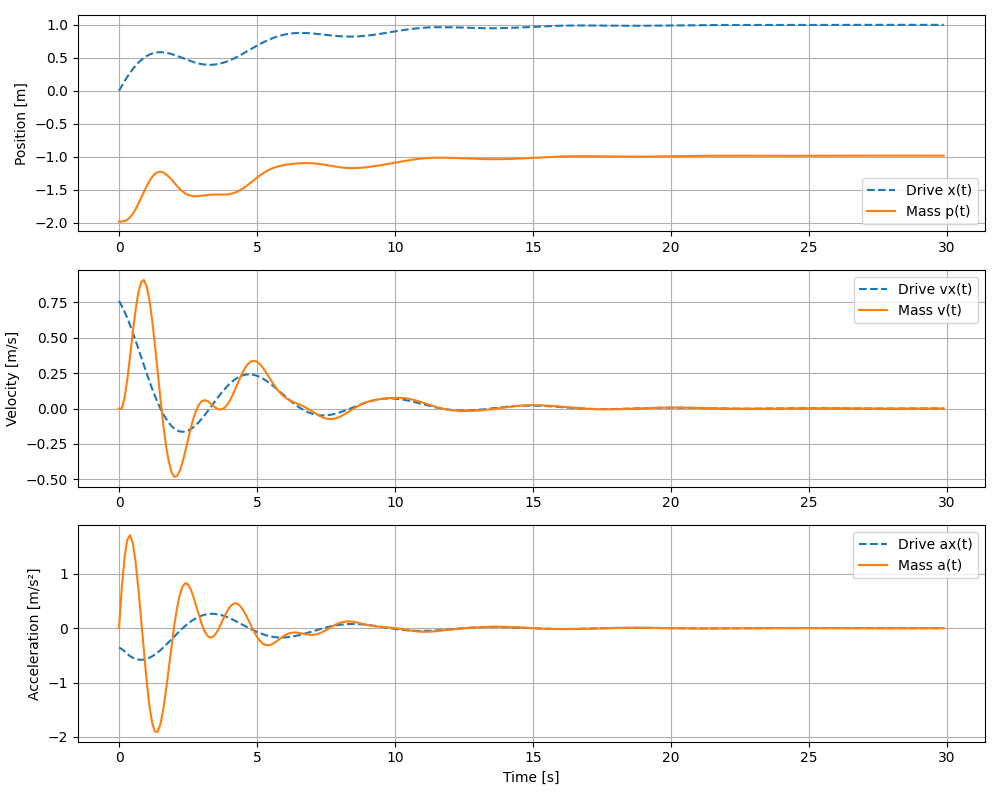 1.0
0.5
0.0
−0.5
−1.0
−1.5
−2.0
Position [m]
Drive x(t)
Mass p(t)
0 5 10 15 20 25 30
0.75
0.50
0.25
0.00
−0.25
−0.50
Velocity [m/s]
Drive vx(t)
Mass v(t)
0 5 10 15 20 25 30
1
0
−1
−2
Acceleration [m/s²]
Drive ax(t)
Mass a(t)
0 5 10 15 20 25 30
Time [s]